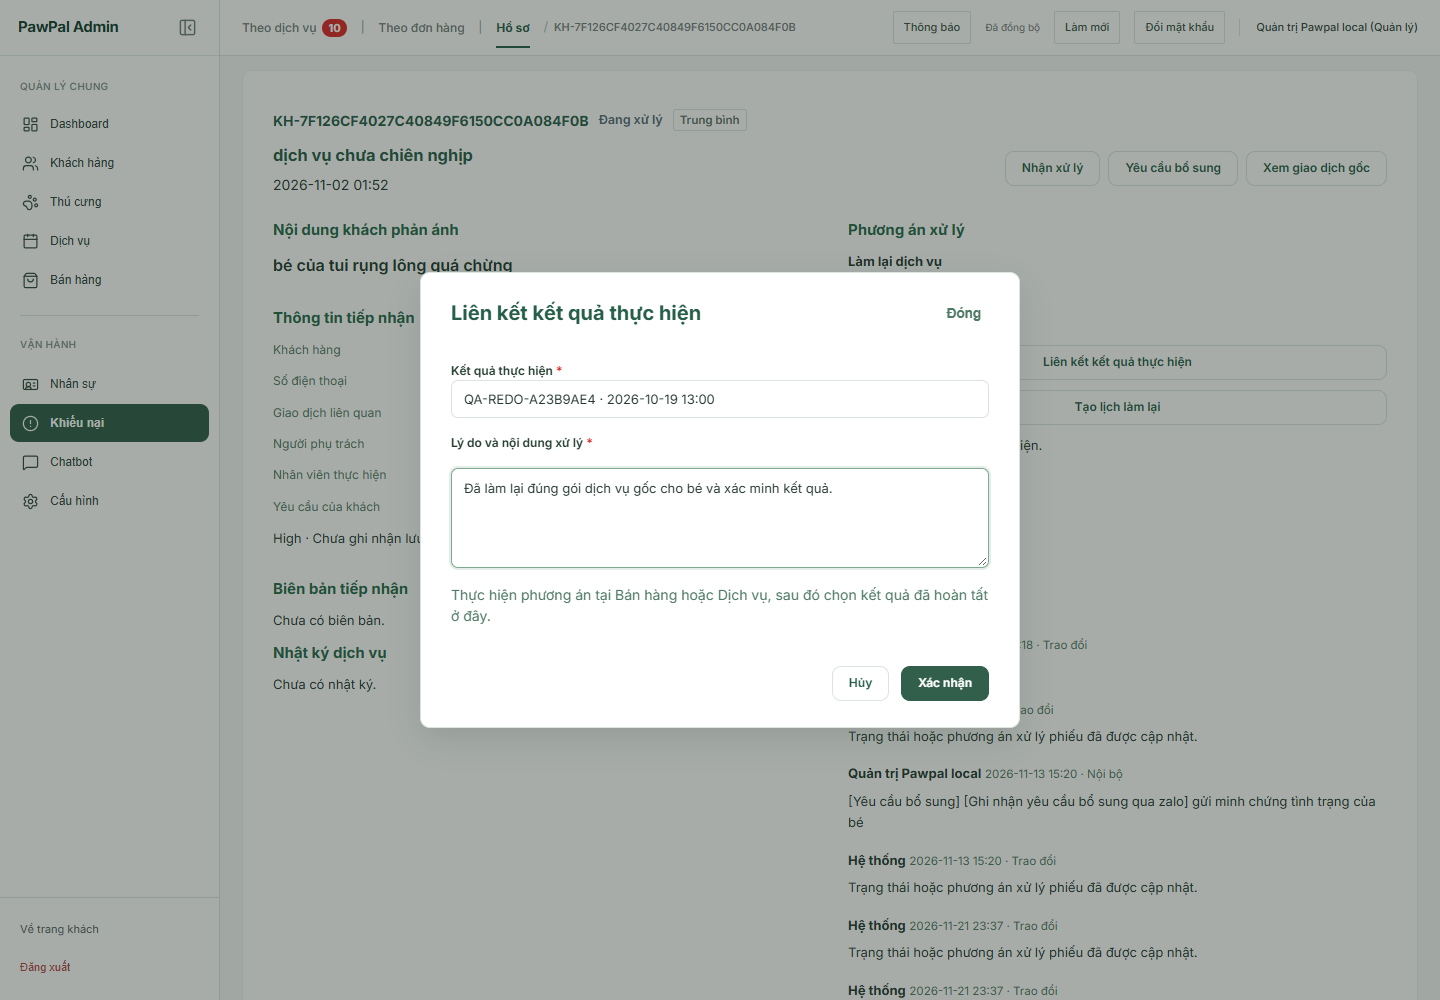 PawPal Admin
Theo dịch vụ 10 | Theo đơn hàng | Hồ sơ / KH-7F126CF4027C40849F6150CC0A084F0B
Thông báo Đã đồng bộ Làm mới Đổi mật khẩu Quản trị Pawpal local (Quản lý)
QUẢN LÝ CHUNG
Dashboard
Khách hàng
Thú cưng
Dịch vụ
Bán hàng
VẬN HÀNH
Nhân sự
Khiếu nại
Chatbot
Cấu hình
Về trang khách
Đăng xuất
KH-7F126CF4027C40849F6150CC0A084F0B Đang xử lý Trung bình
dịch vụ chưa chiên nghịp
2026-11-02 01:52
Nhận xử lý Yêu cầu bổ sung Xem giao dịch gốc
Nội dung khách phản ánh
bé của tui rụng lông quá chừng
Thông tin tiếp nhận
Khách hàng
Số điện thoại
Giao dịch liên quan
Người phụ trách
Nhân viên thực hiện
Yêu cầu của khách
High · Chưa ghi nhận
Biên bản tiếp nhận
Chưa có biên bản.
Nhật ký dịch vụ
Chưa có nhật ký.
Phương án xử lý
Làm lại dịch vụ
Liên kết kết quả thực hiện
Tạo lịch làm lại
Liên kết kết quả thực hiện
Đóng
Kết quả thực hiện *
QA-REDO-A23B9AE4 · 2026-10-19 13:00
Lý do và nội dung xử lý *
Đã làm lại đúng gói dịch vụ gốc cho bé và xác minh kết quả.
Thực hiện phương án tại Bán hàng hoặc Dịch vụ, sau đó chọn kết quả đã hoàn tất
ở đây.
Hủy Xác nhận
:18 · Trao đổi
Trạng thái hoặc phương án xử lý phiếu đã được cập nhật.
Quản trị Pawpal local 2026-11-13 15:20 · Nội bộ
[Yêu cầu bổ sung] [Ghi nhận yêu cầu bổ sung qua zalo] gửi minh chứng tình trạng của
bé
Hệ thống 2026-11-13 15:20 · Trao đổi
Trạng thái hoặc phương án xử lý phiếu đã được cập nhật.
Hệ thống 2026-11-21 23:37 · Trao đổi
Trạng thái hoặc phương án xử lý phiếu đã được cập nhật.
Hệ thống 2026-11-21 23:37 · Trao đổi